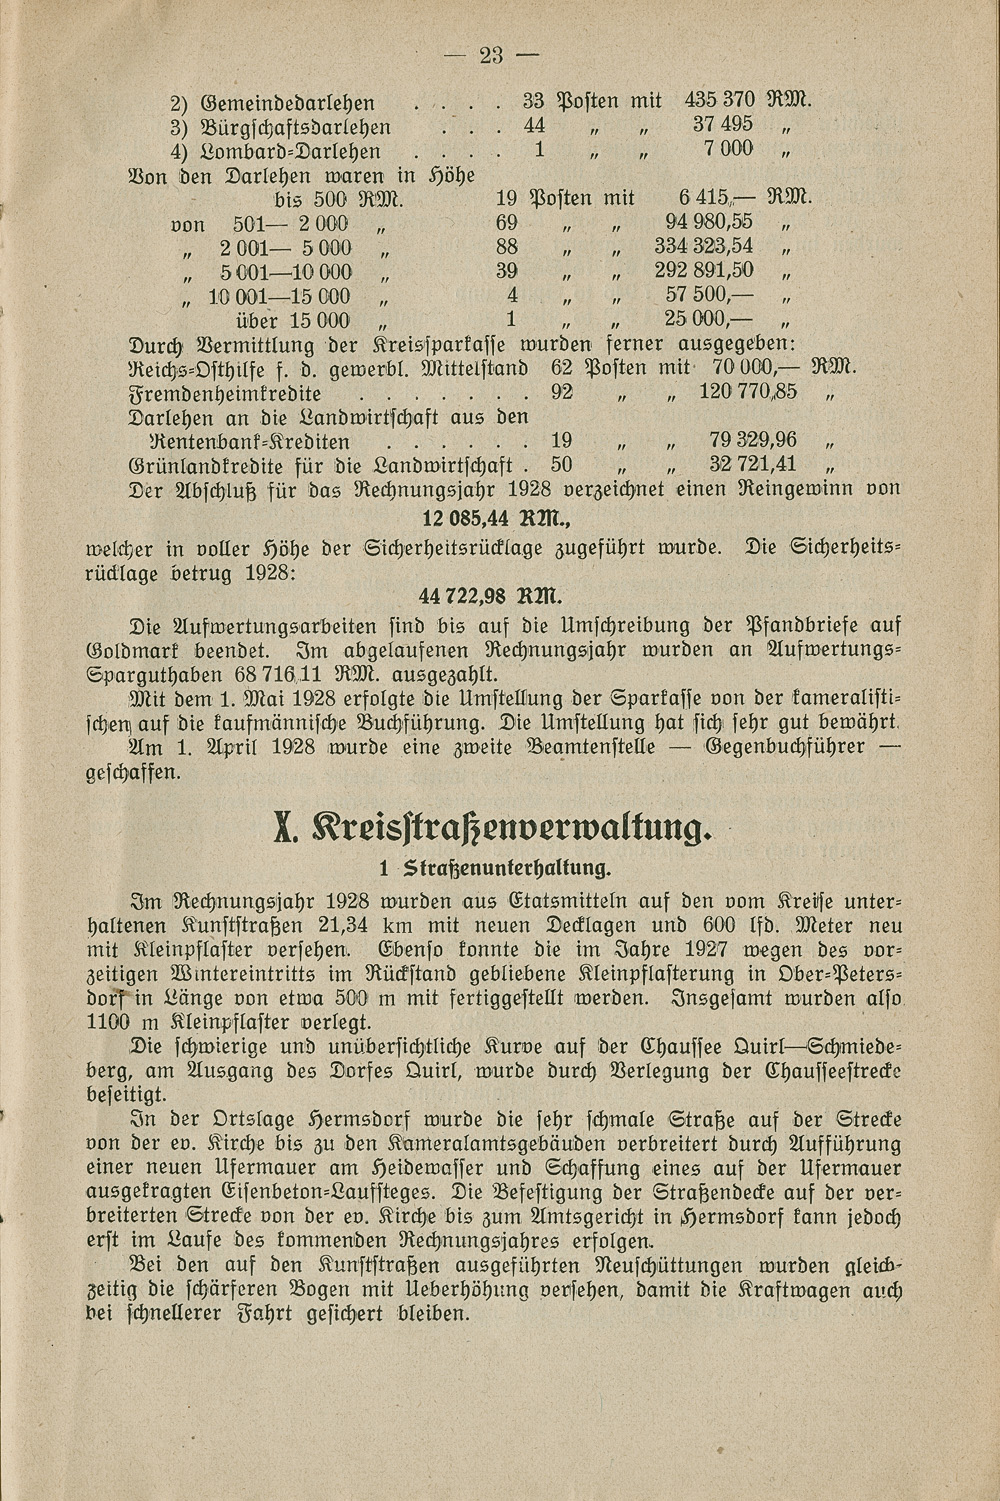 — 23 —
2) Gemeindedarlehen . . . . 33 Posten mit 435 370 RM.
3) Bürgschaftsdarlehen . . . 44 „ „ 37 495 „
4) Lombard-Darlehen . . . . 1 „ „ 7 000 „
Von den Darlehen waren in Höhe
bis 500 RM. 19 Posten mit 6 415,— RM.
von 501— 2 000 „ 69 „ „ 94 980,55 „
„ 2 001— 5 000 „ 88 „ „ 334 323,54 „
„ 5 001—10 000 „ 39 „ „ 292 891,50 „
„ 10 001—15 000 „ 4 „ „ 57 500,— „
über 15 000 „ 1 „ „ 25 000,— „
Durch Vermittlung der Kreissparkasse wurden ferner ausgegeben:
Reichs-Osthilfe f. d. gewerbl. Mittelstand 62 Posten mit 70 000,— RM.
Fremdenheimkredite . . . . . . . 92 „ „ 120 770,85 „
Darlehen an die Landwirtschaft aus den
Rentenbank-Krediten . . . . . . 19 „ „ 79 329,96 „
Grünlandkredite für die Landwirtschaft . 50 „ „ 32 721,41 „
Der Abschluß für das Rechnungsjahr 1928 verzeichnet einen Reingewinn von
12 085,44 RM.,
welcher in voller Höhe der Sicherheitsrücklage zugeführt wurde. Die Sicherheits-
rücklage betrug 1928:
44 722,98 RM.
Die Aufwertungsarbeiten sind bis auf die Umschreibung der Pfandbriefe auf
Goldmark beendet. Im abgelaufenen Rechnungsjahr wurden an Aufwertungs-
Sparguthaben 68 716,11 RM. ausgezahlt.
Mit dem 1. Mai 1928 erfolgte die Umstellung der Sparkasse von der kameralisti-
schen auf die kaufmännische Buchführung. Die Umstellung hat sich sehr gut bewährt.
Am 1. April 1928 wurde eine zweite Beamtenstelle — Gegenbuchführer —
geschaffen.
X. Kreisstraßenverwaltung.
1 Straßenunterhaltung.
Im Rechnungsjahr 1928 wurden aus Etatsmitteln auf den vom Kreise unter-
haltenen Kunststraßen 21,34 km mit neuen Decklagen und 600 lfd. Meter neu
mit Kleinpflaster versehen. Ebenso konnte die im Jahre 1927 wegen des vor-
zeitigen Wintereintritts im Rückstand gebliebene Kleinpflasterung in Ober-Peters-
dorf in Länge von etwa 500 m mit fertiggestellt werden. Insgesamt wurden also
1100 m Kleinpflaster verlegt.
Die schwierige und unübersichtliche Kurve auf der Chaussee Quirl—Schmiede-
berg, am Ausgang des Dorfes Quirl, wurde durch Verlegung der Chausseestrecke
beseitigt.
In der Ortslage Hermsdorf wurde die sehr schmale Straße auf der Strecke
von der ev. Kirche bis zu den Kameralamtsgebäuden verbreitert durch Aufführung
einer neuen Ufermauer am Heidewasser und Schaffung eines auf der Ufermauer
ausgekragten Eisenbeton-Laufsteges. Die Befestigung der Straßendecke auf der ver-
breiterten Strecke von der ev. Kirche bis zum Amtsgericht in Hermsdorf kann jedoch
erst im Laufe des kommenden Rechnungsjahres erfolgen.
Bei den auf den Kunststraßen ausgeführten Neuschüttungen wurden gleich-
zeitig die schärferen Bogen mit Ueberhöhung versehen, damit die Kraftwagen auch
bei schnellerer Fahrt gesichert bleiben.